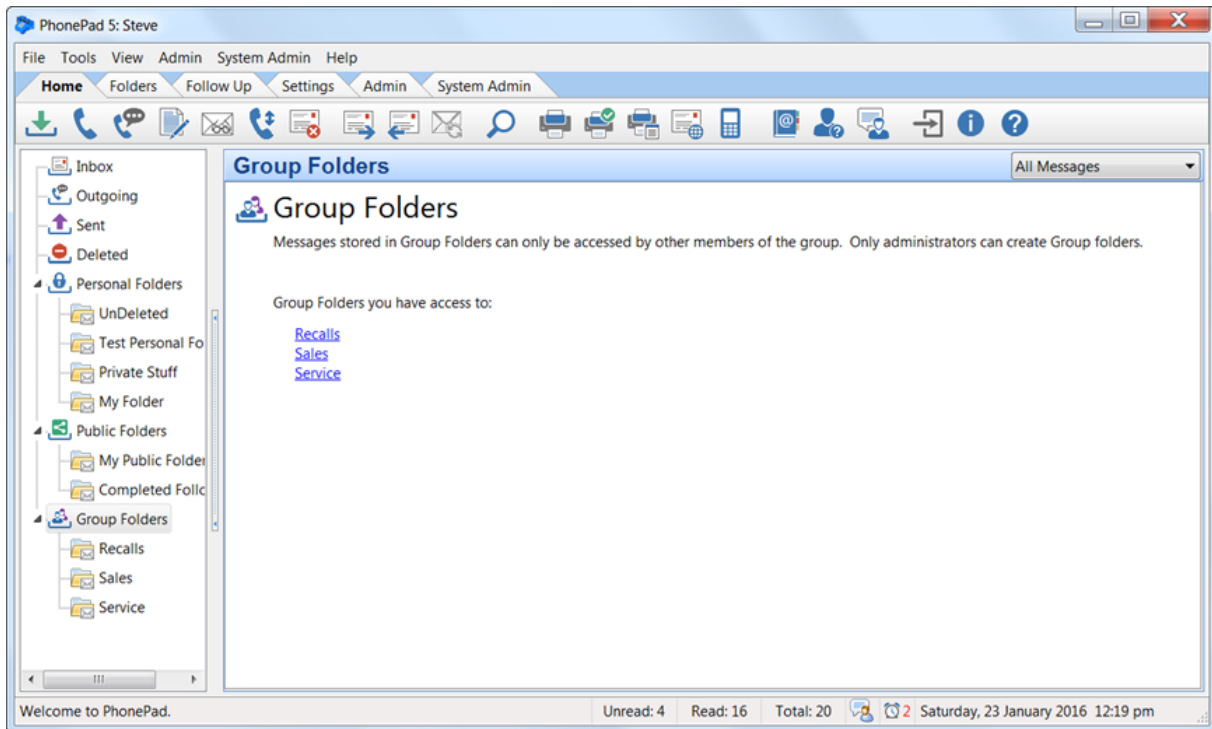 PhonePad 5: Steve
File Tools View Admin System Admin Help
Home Folders Follow Up Settings Admin System Admin
Inbox
Outgoing
Sent
Deleted
Personal Folders
UnDeleted
Test Personal Fo
Private Stuff
My Folder
Public Folders
My Public Folder
Completed Follo
Group Folders
Recalls
Sales
Service
Group Folders
All Messages
Group Folders
Messages stored in Group Folders can only be accessed by other members of the group. Only administrators can create Group folders.
Group Folders you have access to:
Recalls
Sales
Service
Welcome to PhonePad.
Unread: 4 Read: 16 Total: 20 2 Saturday, 23 January 2016 12:19 pm